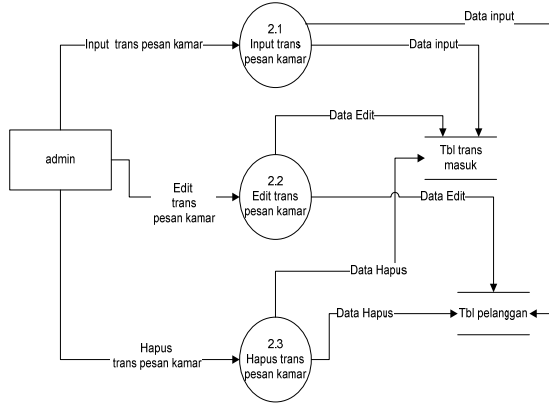 Data input
2.1
Input trans
pesan kamar
Input  trans pesan kamar
Data input
Data Edit
Tbl trans
masuk
admin
2.2
Edit trans
pesan kamar
Edit
trans
pesan kamar
Data Edit
Data Hapus
Tbl pelanggan
Data Hapus
2.3
Hapus trans
pesan kamar
Hapus
trans pesan kamar